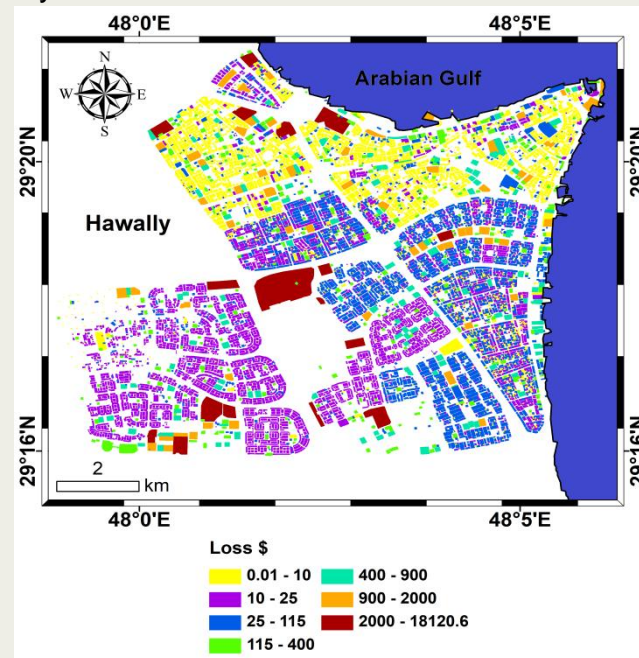 48°0'E 48°5'E
N
W E
S
Arabian Gulf
29°20'N 29°20'N
Hawally
29°16'N 29°16'N
2
km
48°0'E 48°5'E
Loss $
0.01 - 10 400 - 900
10 - 25 900 - 2000
25 - 115 2000 - 18120.6
115 - 400